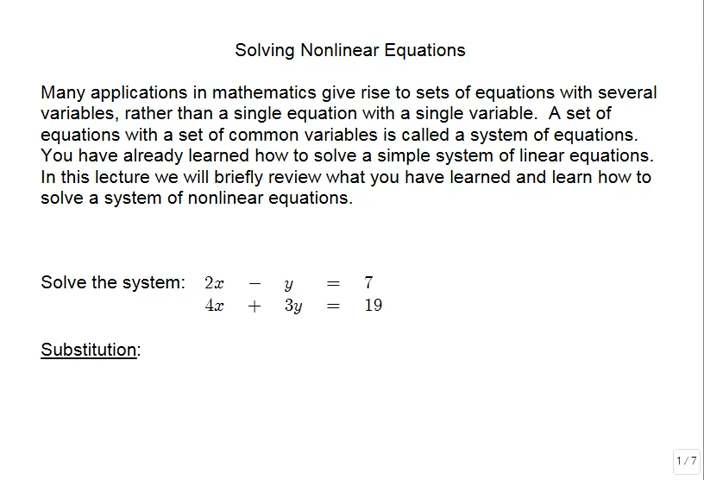 Solving Nonlinear Equations
Many applications in mathematics give rise to sets of equations with several
variables, rather than a single equation with a single variable. A set of
equations with a set of common variables is called a system of equations.
You have already learned how to solve a simple system of linear equations.
In this lecture we will briefly review what you have learned and learn how to
solve a system of nonlinear equations.
Solve the system: 2x − y = 7
4x + 3y = 19
Substitution:
1 / 7